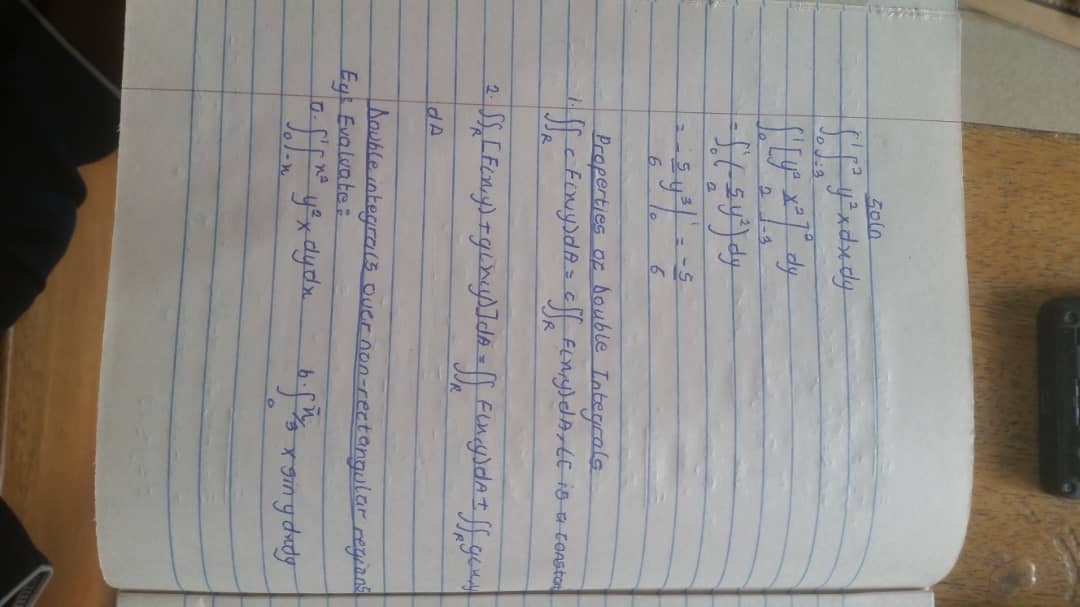 Soln
∫₀¹∫₋₃² y²x dx dy
∫₀¹[y² x²/2]₋₃² dy
= ∫₀¹(-5/2 y²) dy
= -5/6 y³|₀¹ = -5/6
Properties of Double Integrals
1. ∬_R c F(x,y)dA = c∬_R F(x,y)dA, C is a constan
2. ∬_R [F(x,y) + g(x,y)]dA = ∬_R F(x,y)dA ± ∬_R g(x,y)
dA
Double integrals over non-rectangular regions
Eg: Evaluate:
a. ∫₀¹∫₋ₓ^x² y²x dy dx b. ∫₀^π/3 x sin y dx dy